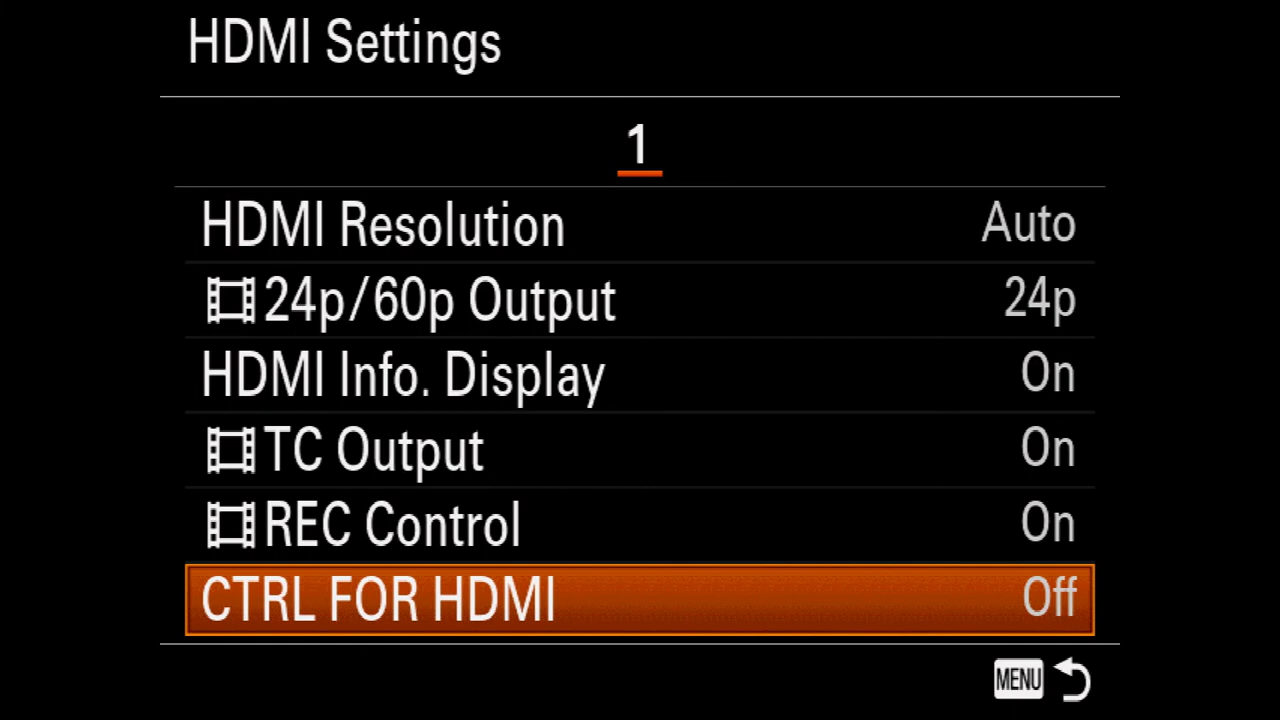 HDMI Settings
1
HDMI Resolution Auto
24p/60p Output 24p
HDMI Info. Display On
TC Output On
REC Control On
CTRL FOR HDMI Off
MENU